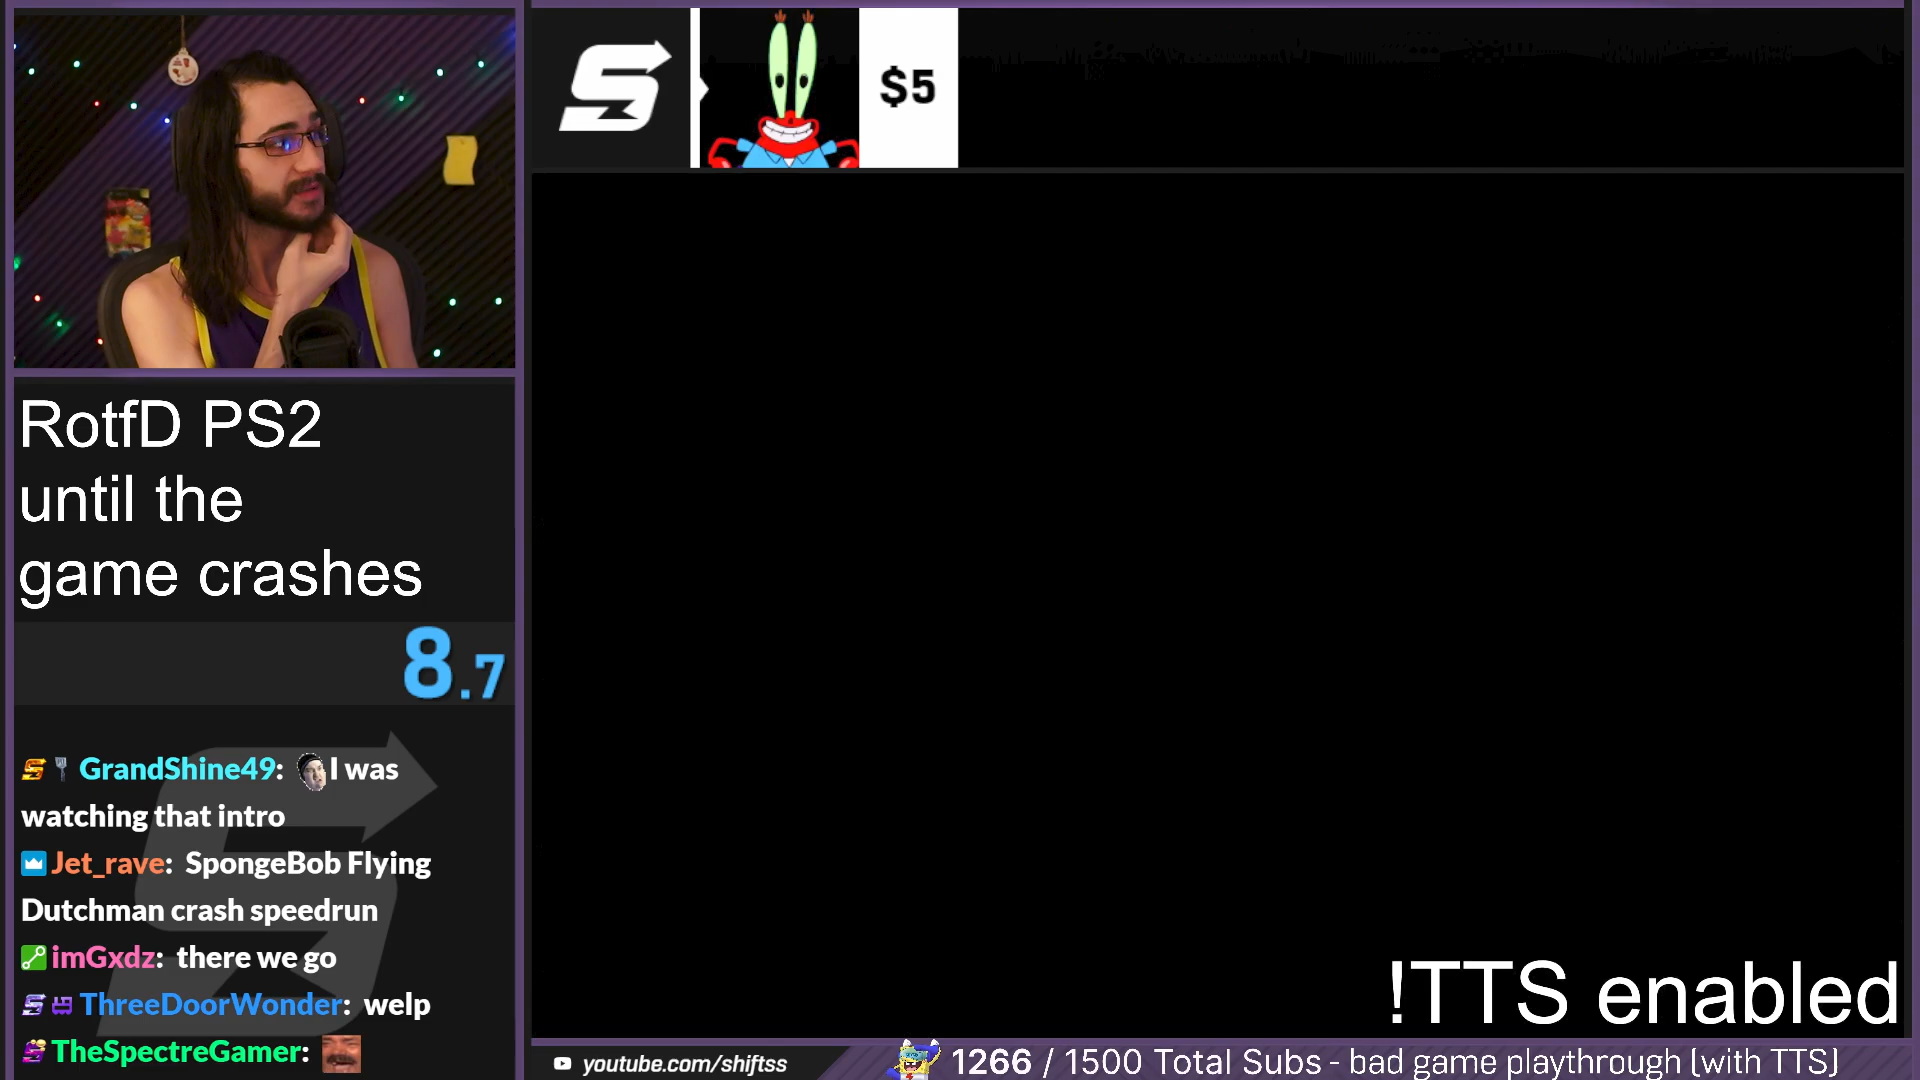 $5
RotfD PS2
until the
game crashes
8.7
GrandShine49: I was
watching that intro
Jet_rave: SpongeBob Flying
Dutchman crash speedrun
imGxdz: there we go
ThreeDoorWonder: welp
TheSpectreGamer:
!TTS enabled
youtube.com/shiftss
1266 / 1500 Total Subs - bad game playthrough (with TTS)